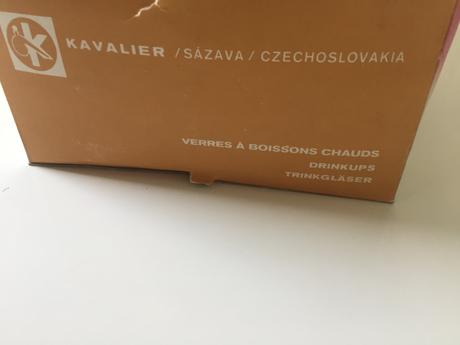 KAVALIER / SÁZAVA / CZECHOSLOVAKIA
VERRES À BOISSONS CHAUDS
DRINKUPS
TRINKGLÄSER